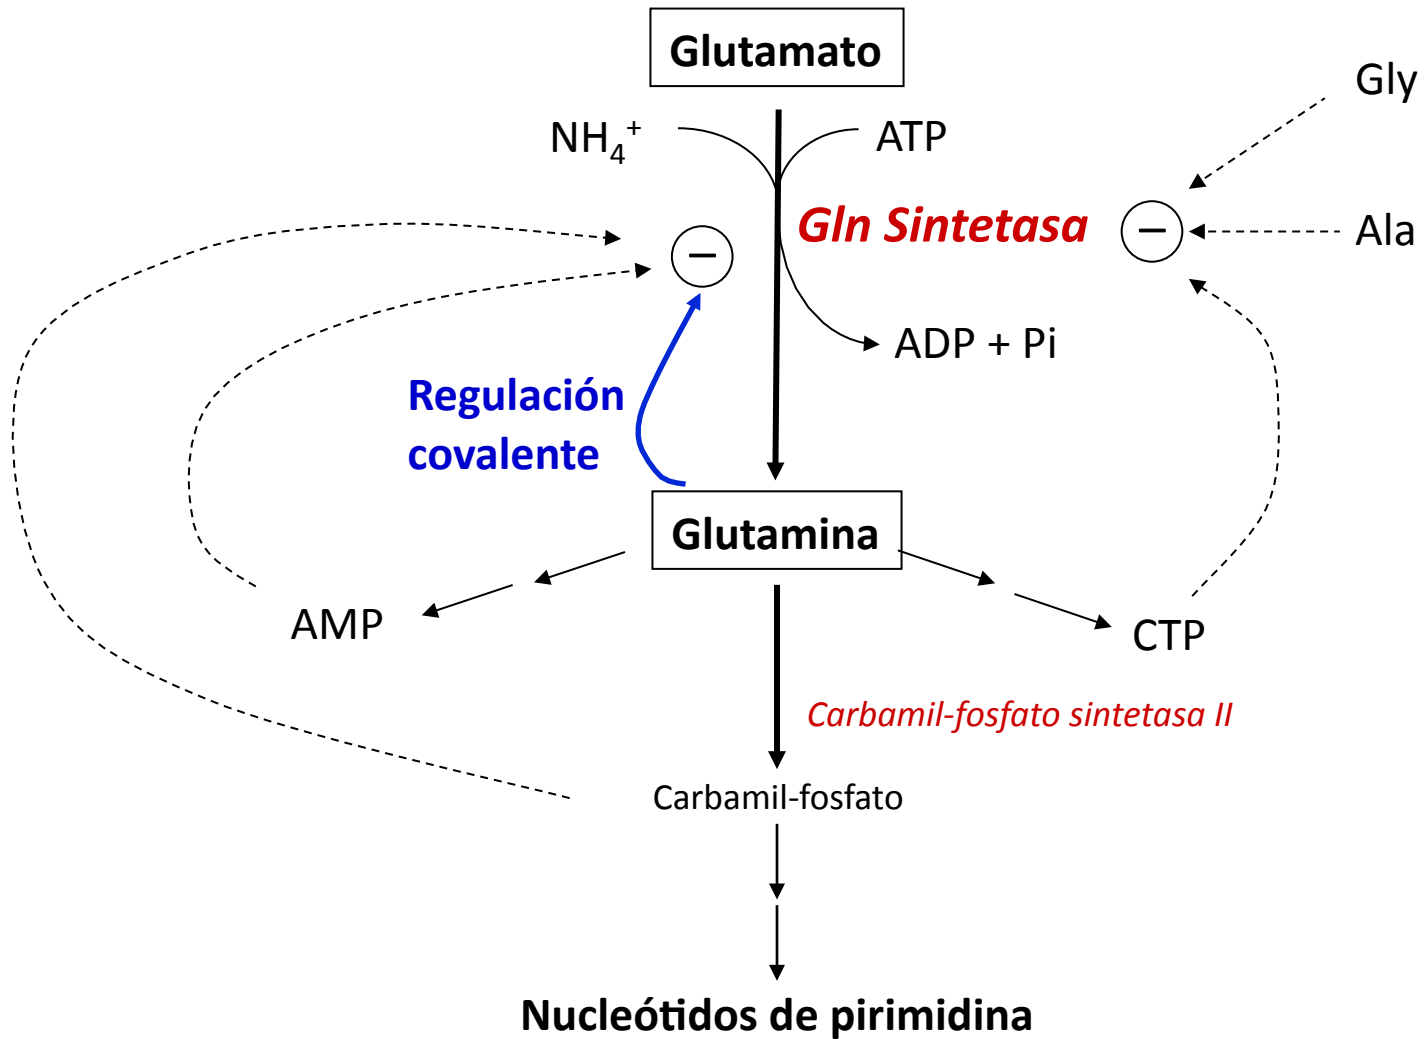 Glutamato
Gly
NH₄⁺
ATP
Gln Sintetasa
−
Ala
−
ADP + Pi
Regulación
covalente
Glutamina
AMP
CTP
Carbamil-fosfato sintetasa II
Carbamil-fosfato
Nucleótidos de pirimidina